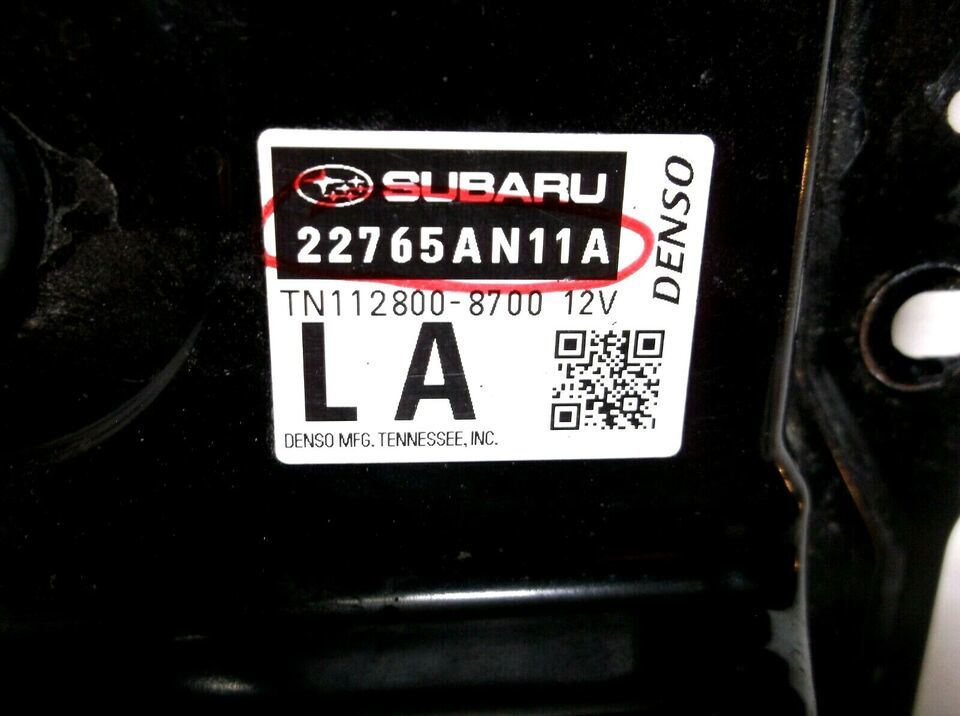 SUBARU
22765AN11A
DENSO
TN112800-8700 12V
LA
DENSO MFG. TENNESSEE, INC.